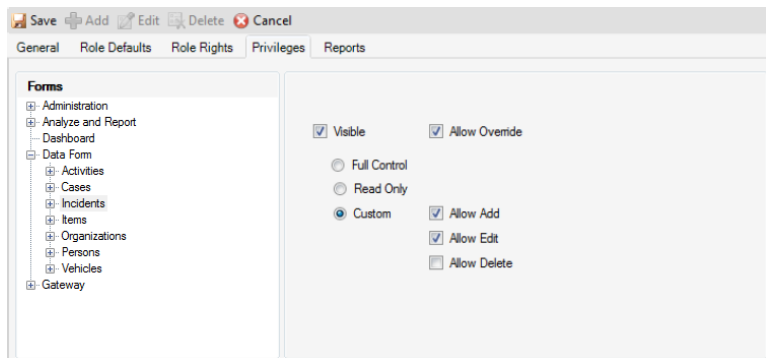 Save Add Edit Delete Cancel
General Role Defaults Role Rights Privileges Reports
Forms
Administration
Analyze and Report
Dashboard
Data Form
Activities
Cases
Incidents
Items
Organizations
Persons
Vehicles
Gateway
Visible Allow Override
Full Control
Read Only
Custom Allow Add
Allow Edit
Allow Delete